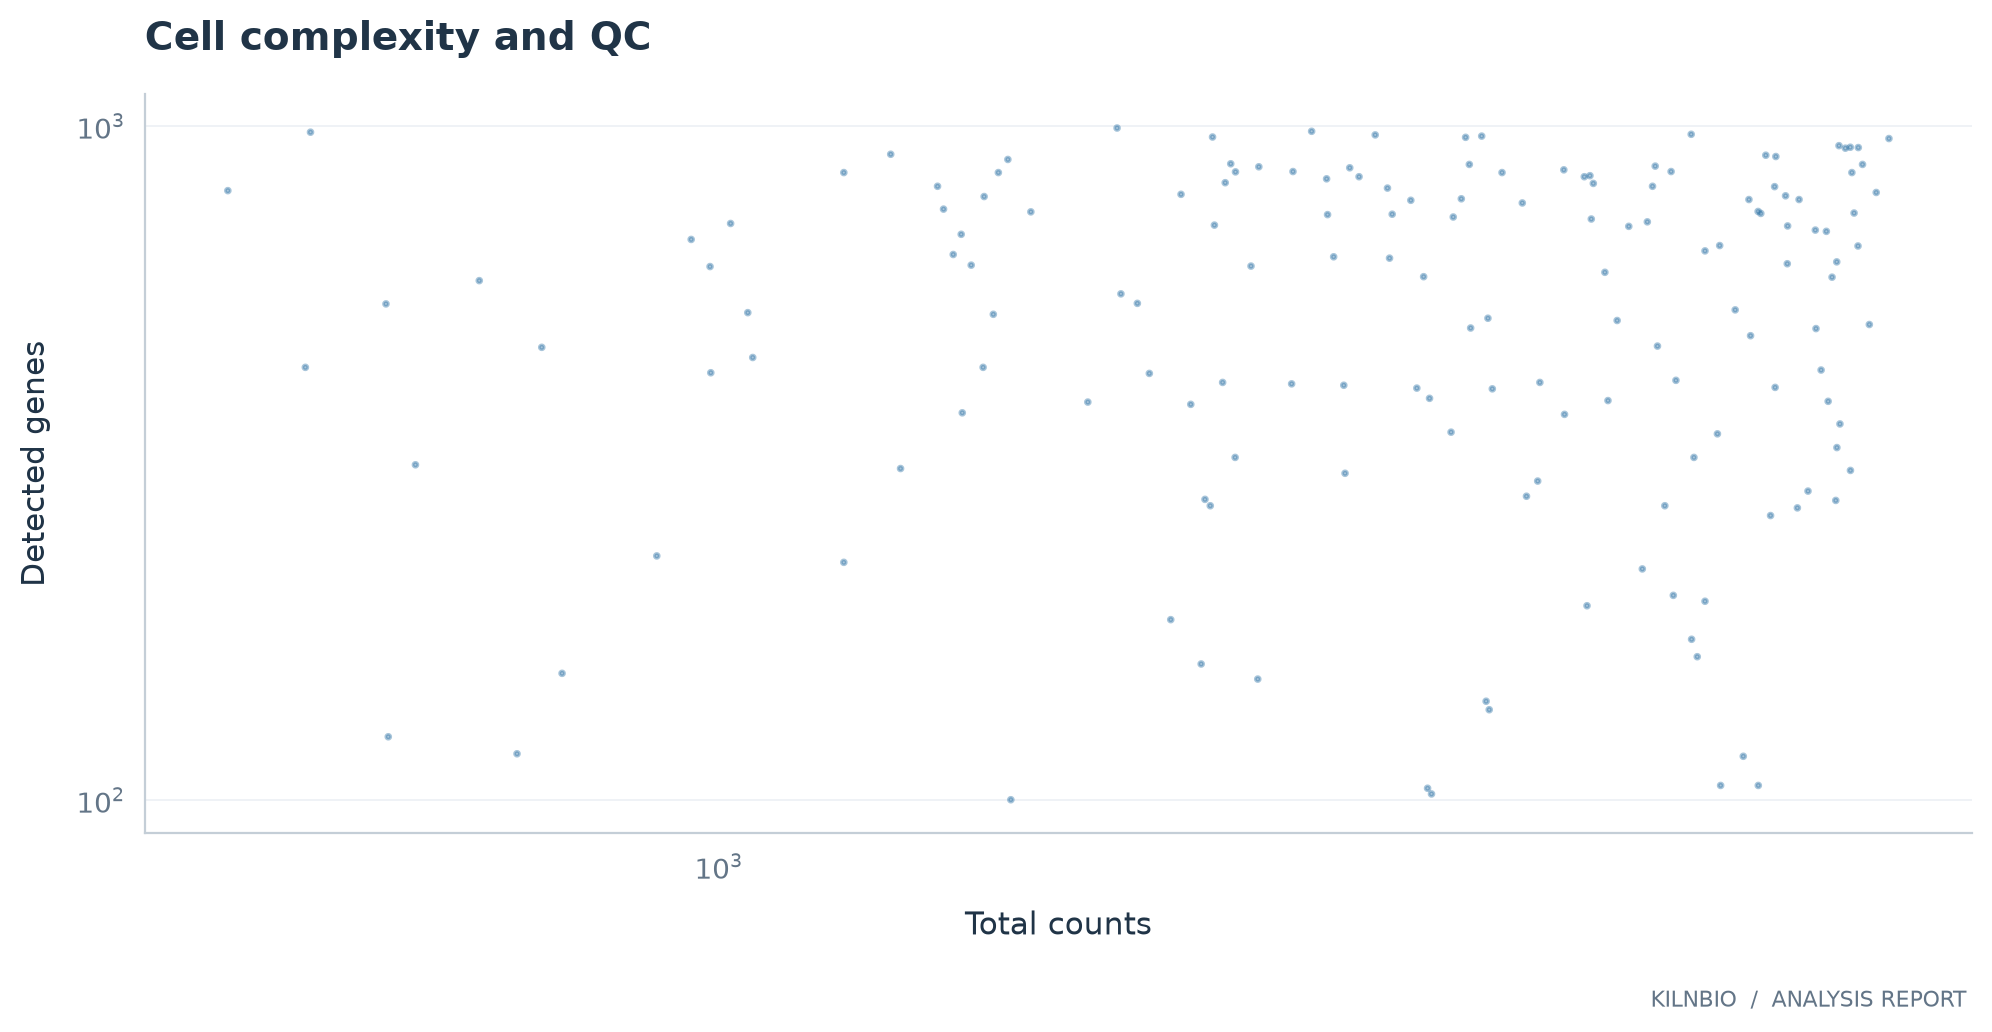 Cell complexity and QC
10³
Detected genes
10²
10³
Total counts
KILNBIO / ANALYSIS REPORT